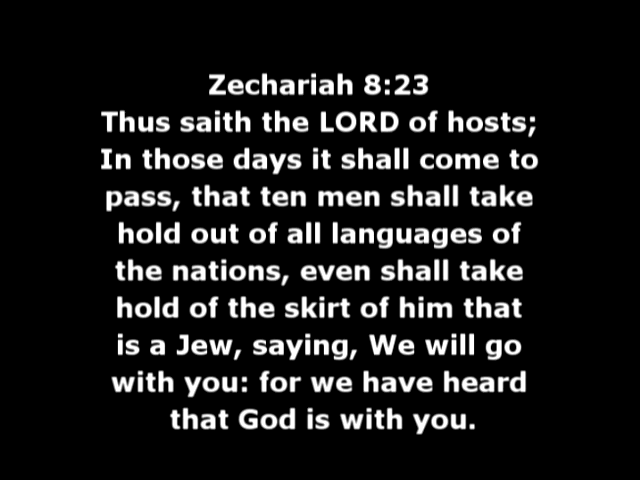 Zechariah 8:23
Thus saith the LORD of hosts;
In those days it shall come to
pass, that ten men shall take
hold out of all languages of
the nations, even shall take
hold of the skirt of him that
is a Jew, saying, We will go
with you: for we have heard
that God is with you.